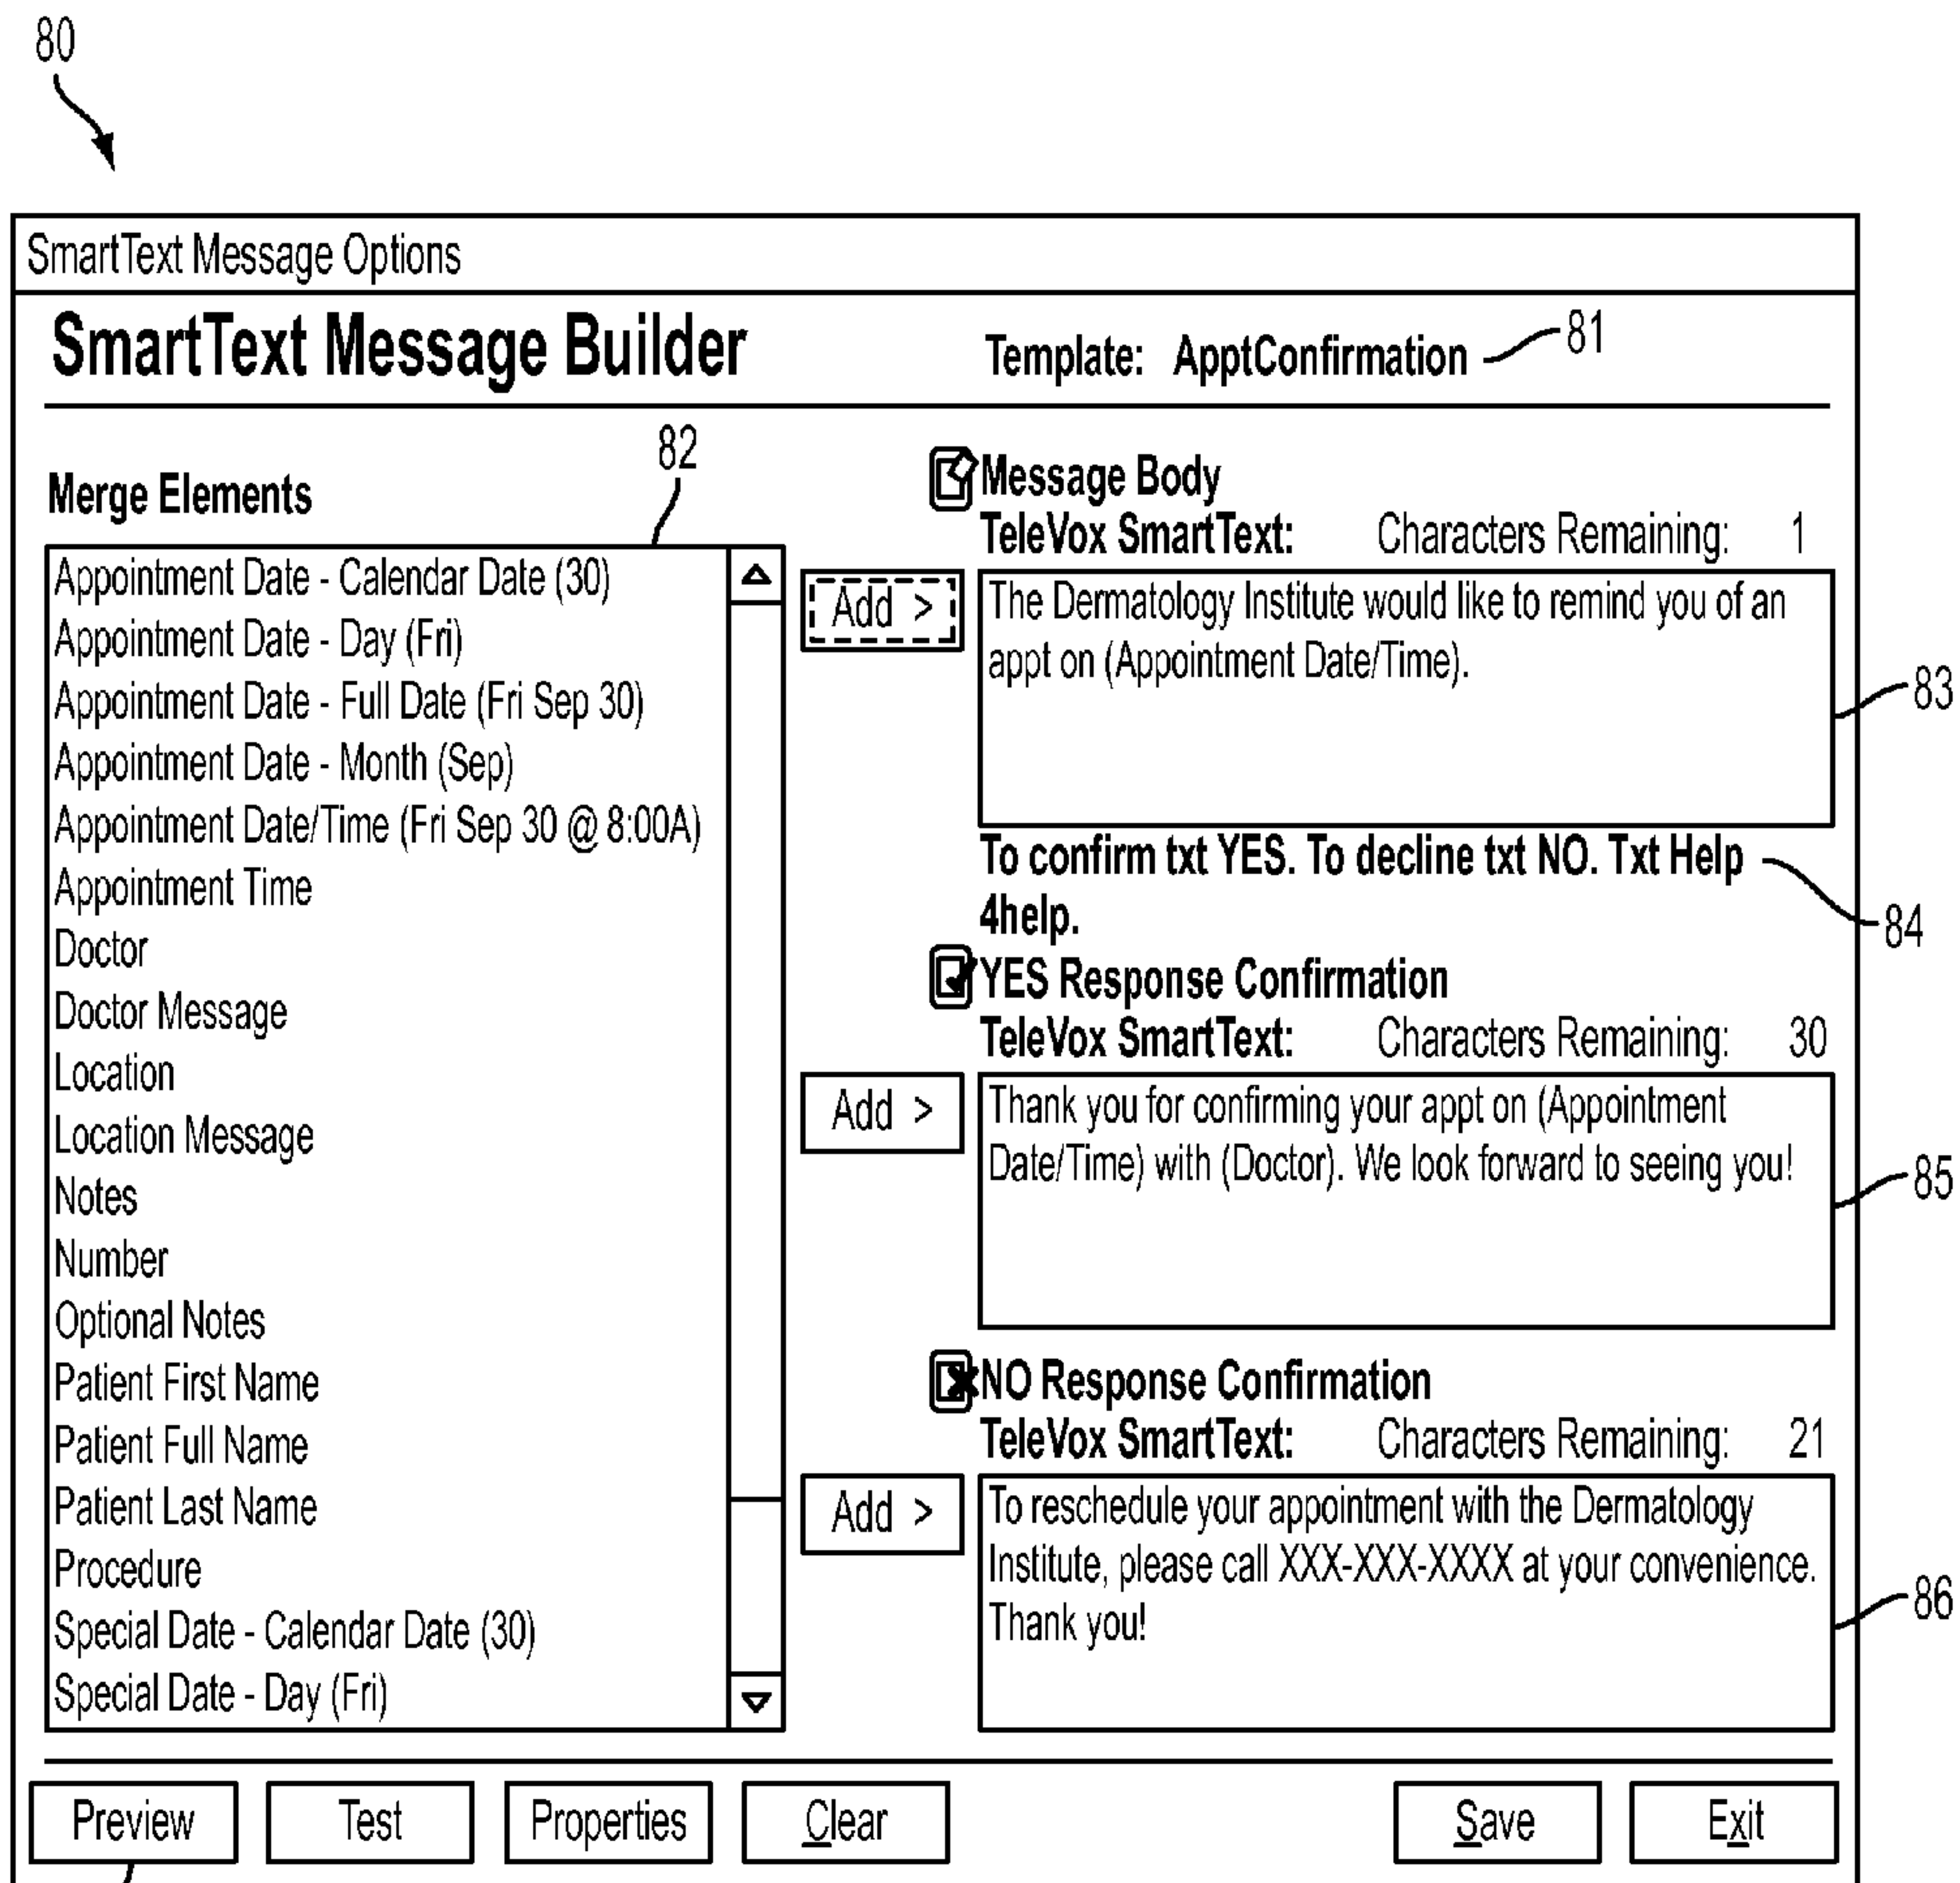 80
SmartText Message Options
SmartText Message Builder
Template: ApptConfirmation
81
Merge Elements
82
Appointment Date - Calendar Date (30)
Appointment Date - Day (Fri)
Appointment Date - Full Date (Fri Sep 30)
Appointment Date - Month (Sep)
Appointment Date/Time (Fri Sep 30 @ 8:00A)
Appointment Time
Doctor
Doctor Message
Location
Location Message
Notes
Number
Optional Notes
Patient First Name
Patient Full Name
Patient Last Name
Procedure
Special Date - Calendar Date (30)
Special Date - Day (Fri)
Message Body
TeleVox SmartText: Characters Remaining: 1
Add >
The Dermatology Institute would like to remind you of an
appt on (Appointment Date/Time).
83
To confirm txt YES. To decline txt NO. Txt Help
4help.
84
YES Response Confirmation
TeleVox SmartText: Characters Remaining: 30
Add >
Thank you for confirming your appt on (Appointment
Date/Time) with (Doctor). We look forward to seeing you!
85
NO Response Confirmation
TeleVox SmartText: Characters Remaining: 21
Add >
To reschedule your appointment with the Dermatology
Institute, please call XXX-XXX-XXXX at your convenience.
Thank you!
86
Preview Test Properties Clear Save Exit